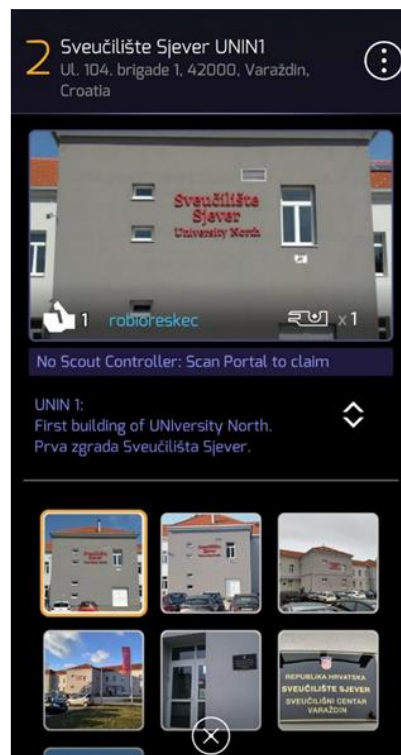 2
Sveučilište Sjever UNIN1
Ul. 104. brigade 1, 42000, Varaždin,
Croatia
Sveučilište
Sjever
University North
1 robioreskec x 1
No Scout Controller: Scan Portal to claim
UNIN 1:
First building of UNIversity North.
Prva zgrada Sveučilišta Sjever.
REPUBLIKA HRVATSKA
SVEUČILIŠTE SJEVER
SVEUČILIŠNI CENTAR
VARAŽDIN